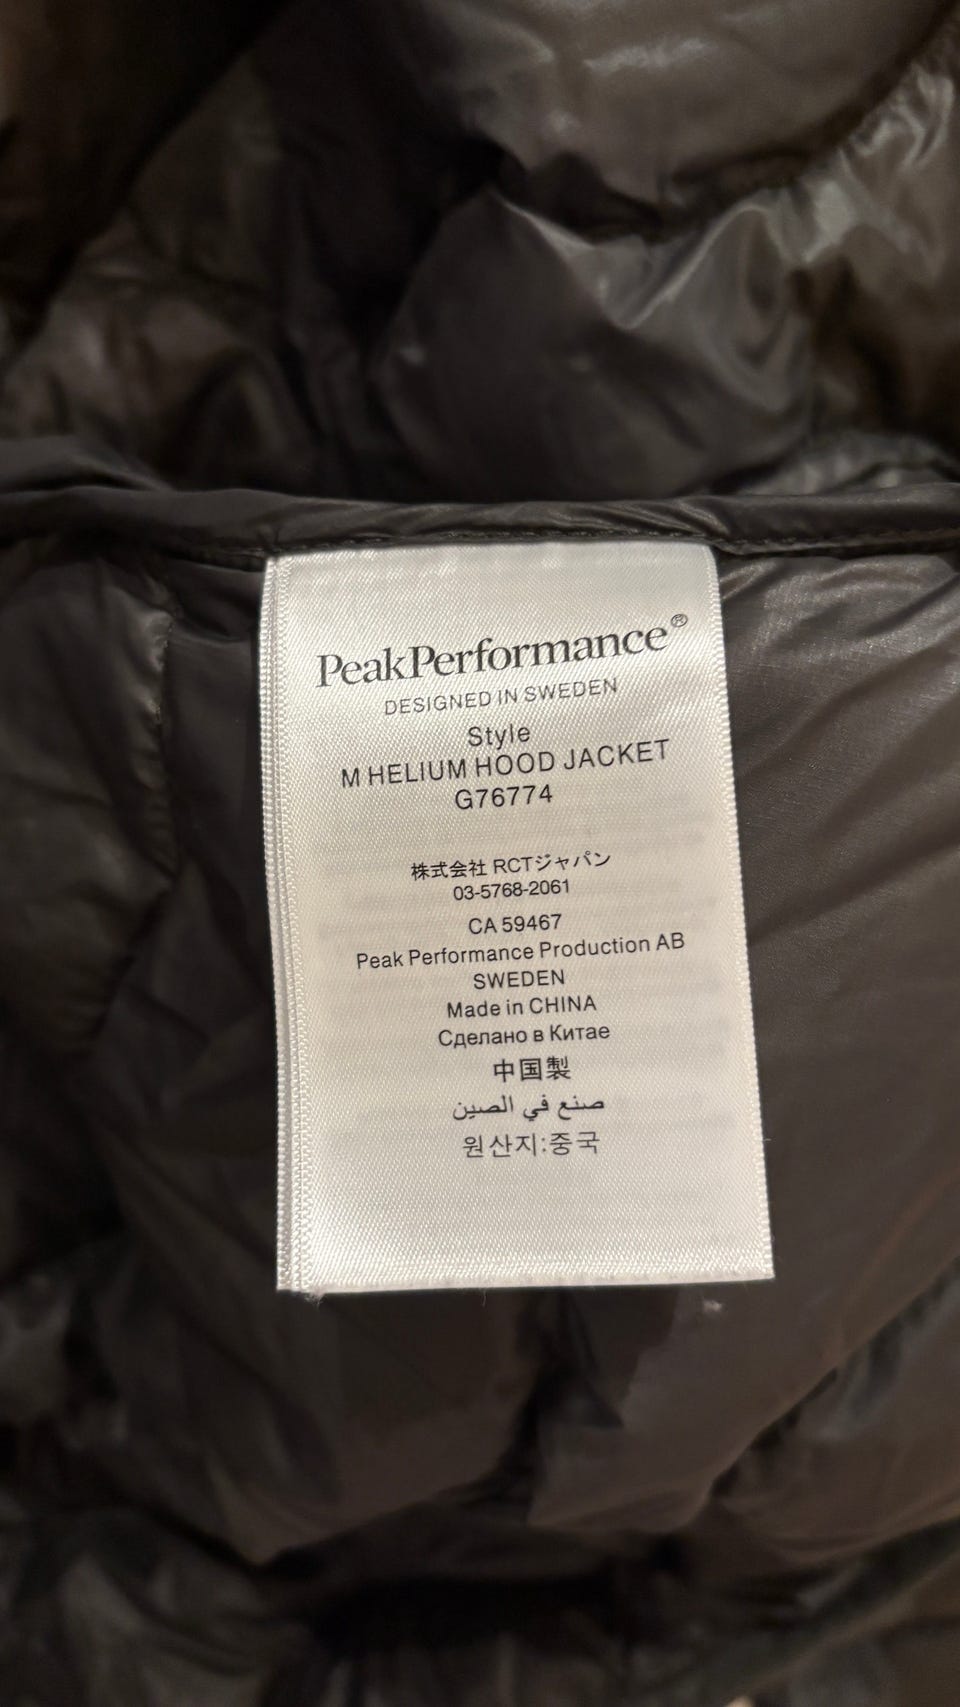 PeakPerformance®
DESIGNED IN SWEDEN
Style
M HELIUM HOOD JACKET
G76774
株式会社 RCTジャパン
03-5768-2061
CA 59467
Peak Performance Production AB
SWEDEN
Made in CHINA
Сделано в Китае
中国製
صنع في الصين
원산지:중국